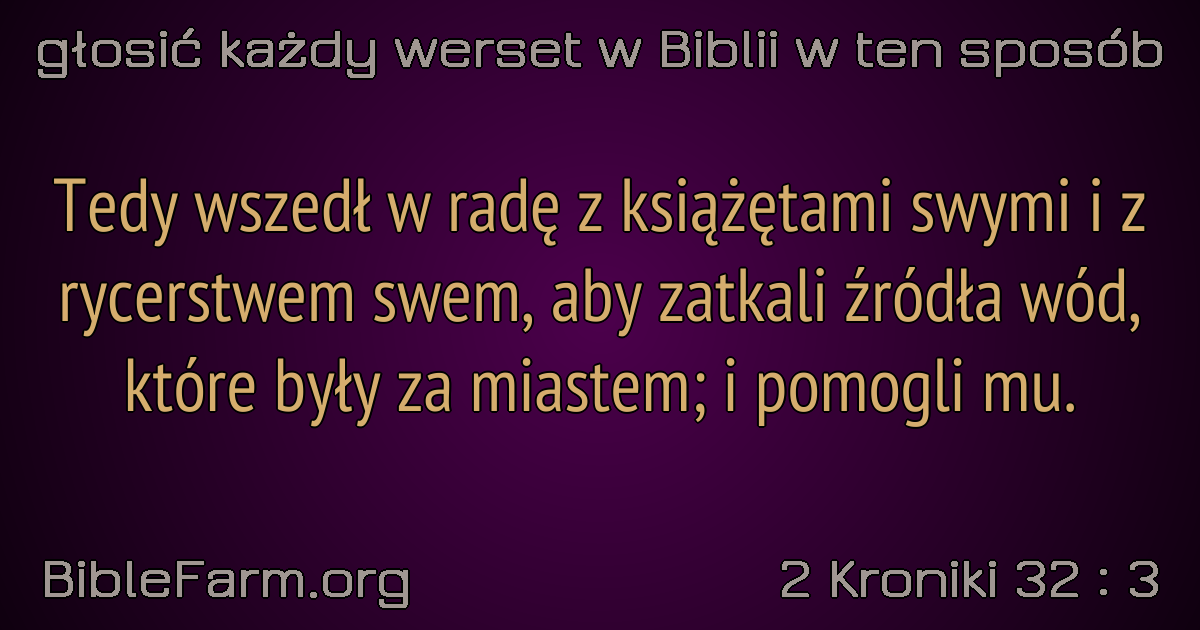 głosić każdy werset w Biblii w ten sposób
Tedy wszedł w radę z książętami swymi i z
rycerstwem swem, aby zatkali źródła wód,
które były za miastem; i pomogli mu.
BibleFarm.org
2 Kroniki 32 : 3